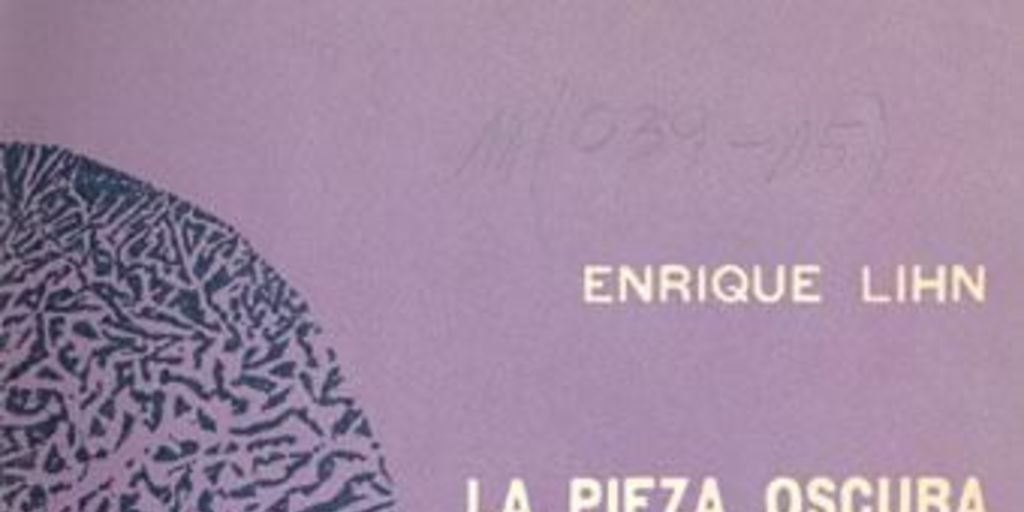 ENRIQUE LIHN
LA PIEZA OSCURA